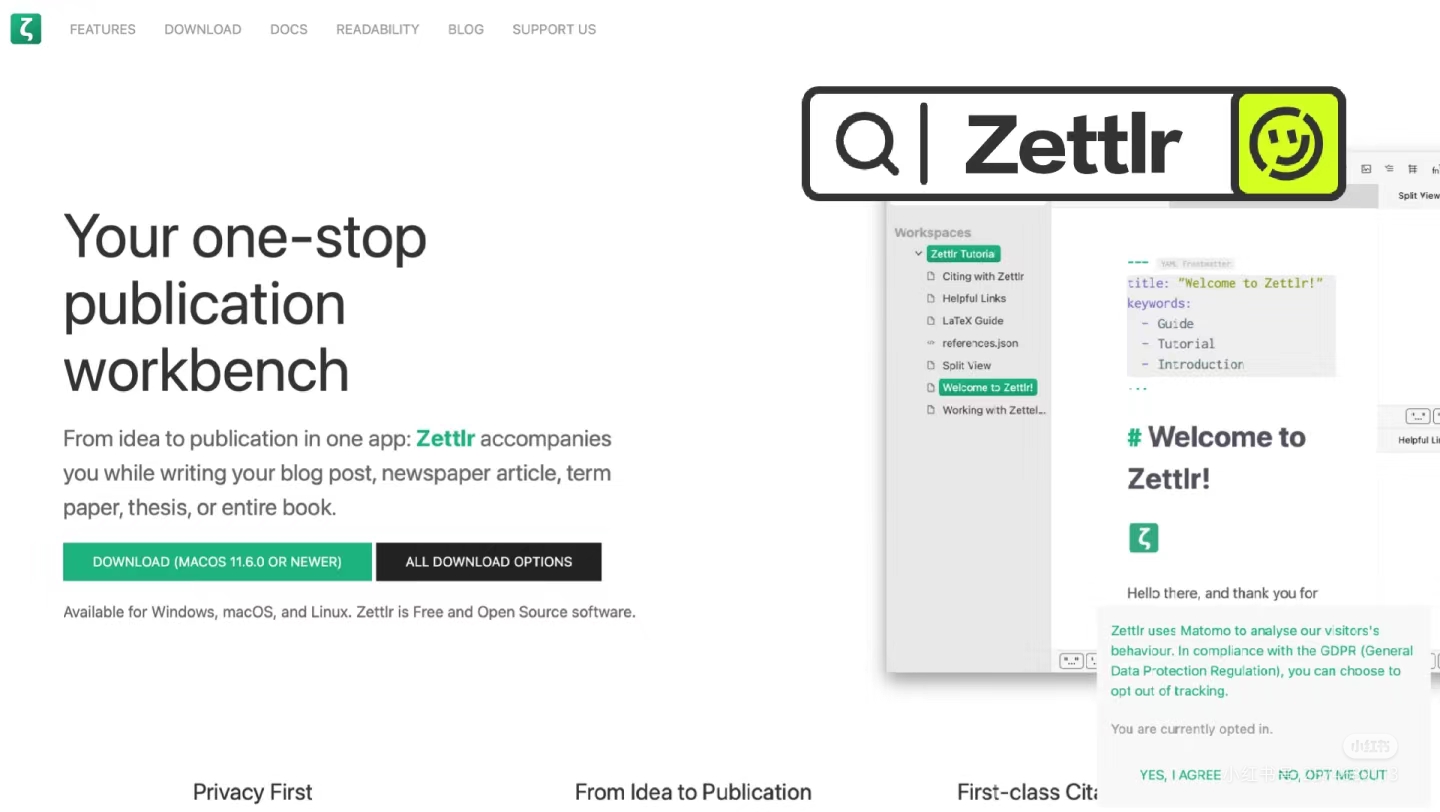 ζ
FEATURES DOWNLOAD DOCS READABILITY BLOG SUPPORT US
Zettlr
Split View
Your one-stop
publication
workbench
From idea to publication in one app: Zettlr accompanies
you while writing your blog post, newspaper article, term
paper, thesis, or entire book.
DOWNLOAD (MACOS 11.6.0 OR NEWER) ALL DOWNLOAD OPTIONS
Available for Windows, macOS, and Linux. Zettlr is Free and Open Source software.
Workspaces
Zettlr Tutorial
Citing with Zettlr
Helpful Links
LaTeX Guide
references.json
Split View
Welcome to Zettlr!
Working with Zettel...
--- YAML Frontmatter
title: "Welcome to Zettlr!"
keywords:
- Guide
- Tutorial
- Introduction
...
# Welcome to
Zettlr!
ζ
Hello there, and thank you for
Zettlr uses Matomo to analyse our visitors's
behaviour. In compliance with the GDPR (General
Data Protection Regulation), you can choose to
opt out of tracking.
You are currently opted in.
小红书
YES, I AGREE NO, OPT ME OUT
Privacy First From Idea to Publication First-class